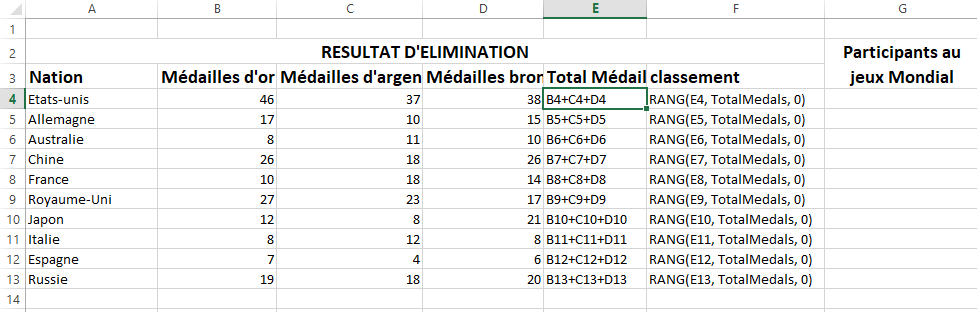 A B C D E F G
1
2 RESULTAT D'ELIMINATION Participants au
3 Nation Médailles d'or Médailles d'argen Médailles bron Total Médail classement jeux Mondial
4 Etats-unis 46 37 38 B4+C4+D4 RANG(E4, TotalMedals, 0)
5 Allemagne 17 10 15 B5+C5+D5 RANG(E5, TotalMedals, 0)
6 Australie 8 11 10 B6+C6+D6 RANG(E6, TotalMedals, 0)
7 Chine 26 18 26 B7+C7+D7 RANG(E7, TotalMedals, 0)
8 France 10 18 14 B8+C8+D8 RANG(E8, TotalMedals, 0)
9 Royaume-Uni 27 23 17 B9+C9+D9 RANG(E9, TotalMedals, 0)
10 Japon 12 8 21 B10+C10+D10 RANG(E10, TotalMedals, 0)
11 Italie 8 12 8 B11+C11+D11 RANG(E11, TotalMedals, 0)
12 Espagne 7 4 6 B12+C12+D12 RANG(E12, TotalMedals, 0)
13 Russie 19 18 20 B13+C13+D13 RANG(E13, TotalMedals, 0)
14